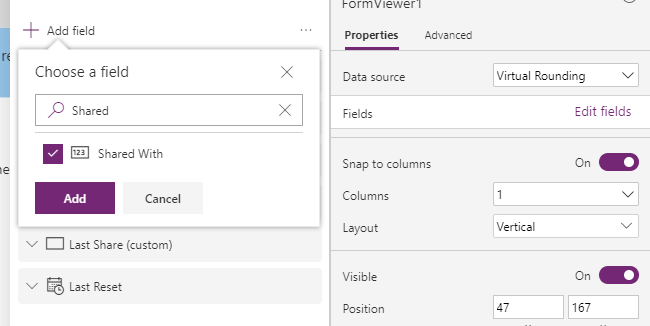 FormViewer1
+ Add field
...
Properties Advanced
re
Choose a field
Data source Virtual Rounding
Shared
Fields Edit fields
123 Shared With
Snap to columns On
ne
Add Cancel
Columns 1
Layout Vertical
Last Share (custom)
Visible On
Last Reset
Position 47 167